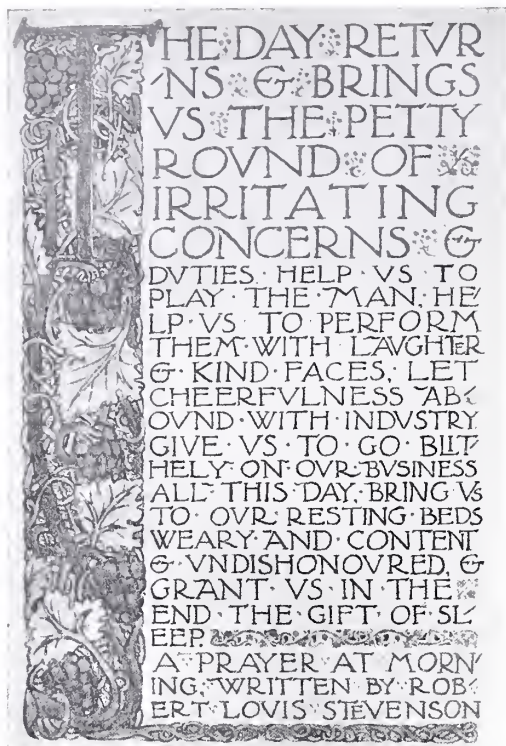 THE DAY RETVR
NS & BRINGS
VS THE PETTY
ROVND OF
IRRITATING
CONCERNS &
DVTIES. HELP VS TO
PLAY THE MAN, HE
LP VS TO PERFORM
THEM WITH LAVGHTER
& KIND FACES, LET
CHEERFVLNESS AB
OVND WITH INDVSTRY.
GIVE VS TO GO BLIT
HELY ON OVR BVSINESS
ALL THIS DAY, BRING VS
TO OVR RESTING BEDS
WEARY AND CONTENT
& VNDISHONOVRED, &
GRANT VS IN THE
END THE GIFT OF SL
EEP.
A PRAYER AT MORN
ING, WRITTEN BY ROB
ERT LOVIS STEVENSON